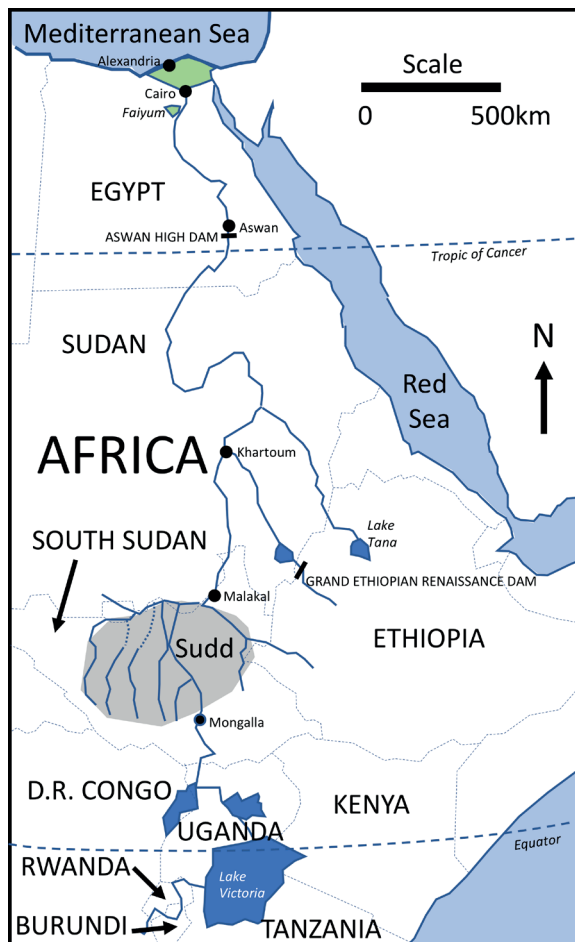 Mediterranean Sea
Alexandria
Scale
0 500km
Cairo
Faiyum
EGYPT
Aswan
ASWAN HIGH DAM
Tropic of Cancer
SUDAN
N
Red
Sea
AFRICA
Khartoum
Lake
Tana
SOUTH SUDAN
GRAND ETHIOPIAN RENAISSANCE DAM
Malakal
ETHIOPIA
Sudd
Mongalla
D.R. CONGO
KENYA
UGANDA
Equator
RWANDA
Lake
Victoria
BURUNDI
TANZANIA